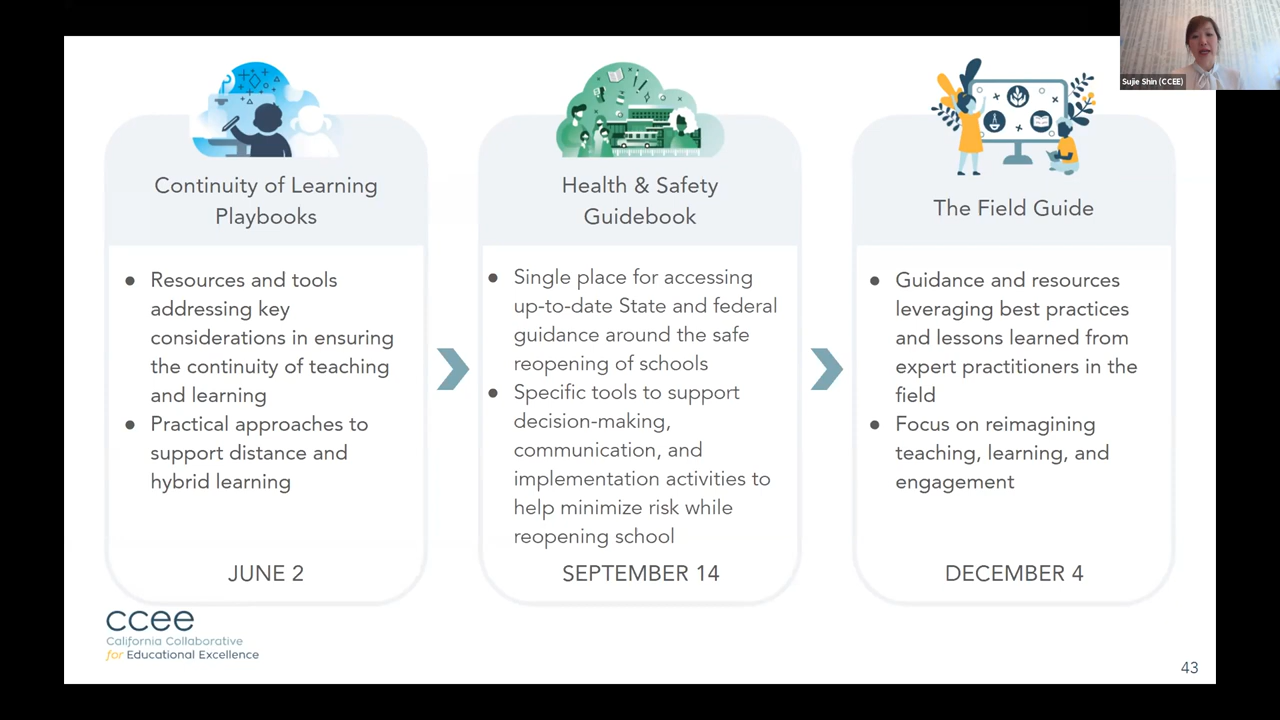 Sujie Shin (CCEE)
Continuity of Learning
Playbooks
● Resources and tools
addressing key
considerations in ensuring
the continuity of teaching
and learning
● Practical approaches to
support distance and
hybrid learning
JUNE 2
Health & Safety
Guidebook
● Single place for accessing
up-to-date State and federal
guidance around the safe
reopening of schools
● Specific tools to support
decision-making,
communication, and
implementation activities to
help minimize risk while
reopening school
SEPTEMBER 14
The Field Guide
● Guidance and resources
leveraging best practices
and lessons learned from
expert practitioners in the
field
● Focus on reimagining
teaching, learning, and
engagement
DECEMBER 4
ccee
California Collaborative
for Educational Excellence
43